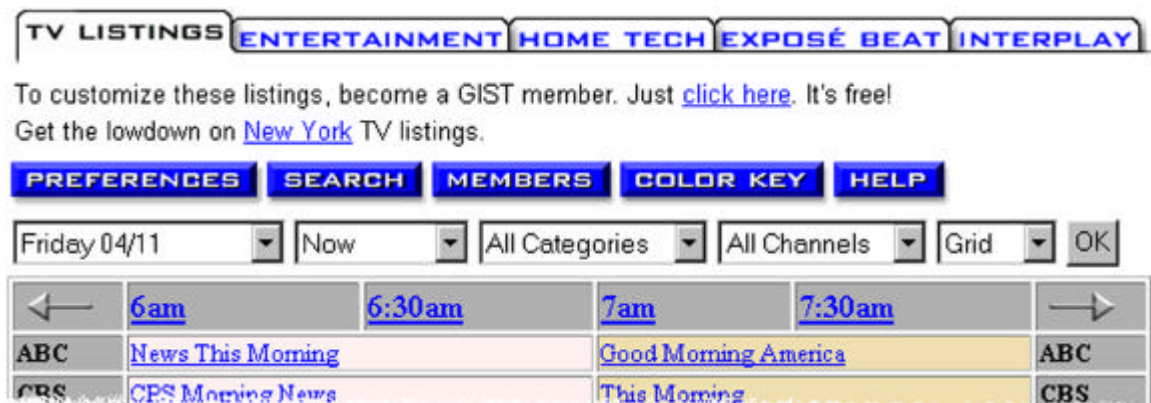 TV LISTINGS ENTERTAINMENT HOME TECH EXPOSÉ BEAT INTERPLAY
To customize these listings, become a GIST member. Just click here. It's free!
Get the lowdown on New York TV listings.
PREFERENCES SEARCH MEMBERS COLOR KEY HELP
Friday 04/11 Now All Categories All Channels Grid OK
6am 6:30am 7am 7:30am
ABC News This Morning Good Morning America ABC
CBS CBS Morning News This Morning CBS